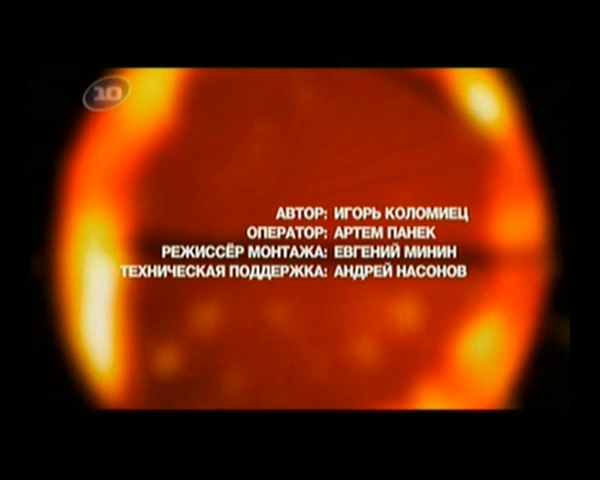 10
АВТОР: ИГОРЬ КОЛОМИЕЦ
ОПЕРАТОР: АРТЕМ ПАНЕК
РЕЖИССЁР МОНТАЖА: ЕВГЕНИЙ МИНИН
ТЕХНИЧЕСКАЯ ПОДДЕРЖКА: АНДРЕЙ НАСОНОВ